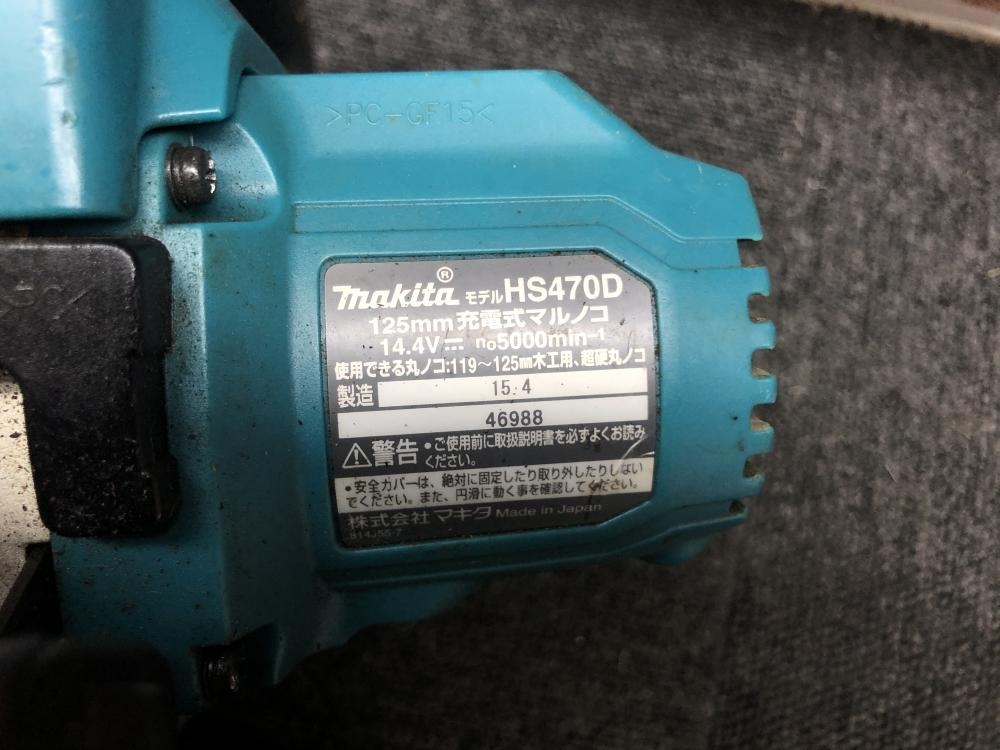 >PC-GF15<
makita® モデル HS470D
125mm 充電式マルノコ
14.4V⎓ n₀5000min⁻¹
使用できる丸ノコ:119～125㎜木工用、超硬丸ノコ
製造 15.4
46988
⚠警告 •ご使用前に取扱説明書を必ずよくお読み
ください。
•安全カバーは、絶対に固定したり取り外したりしない
でください。また、円滑に動く事を確認してください。
株式会社 マキタ Made in Japan
814J55-7